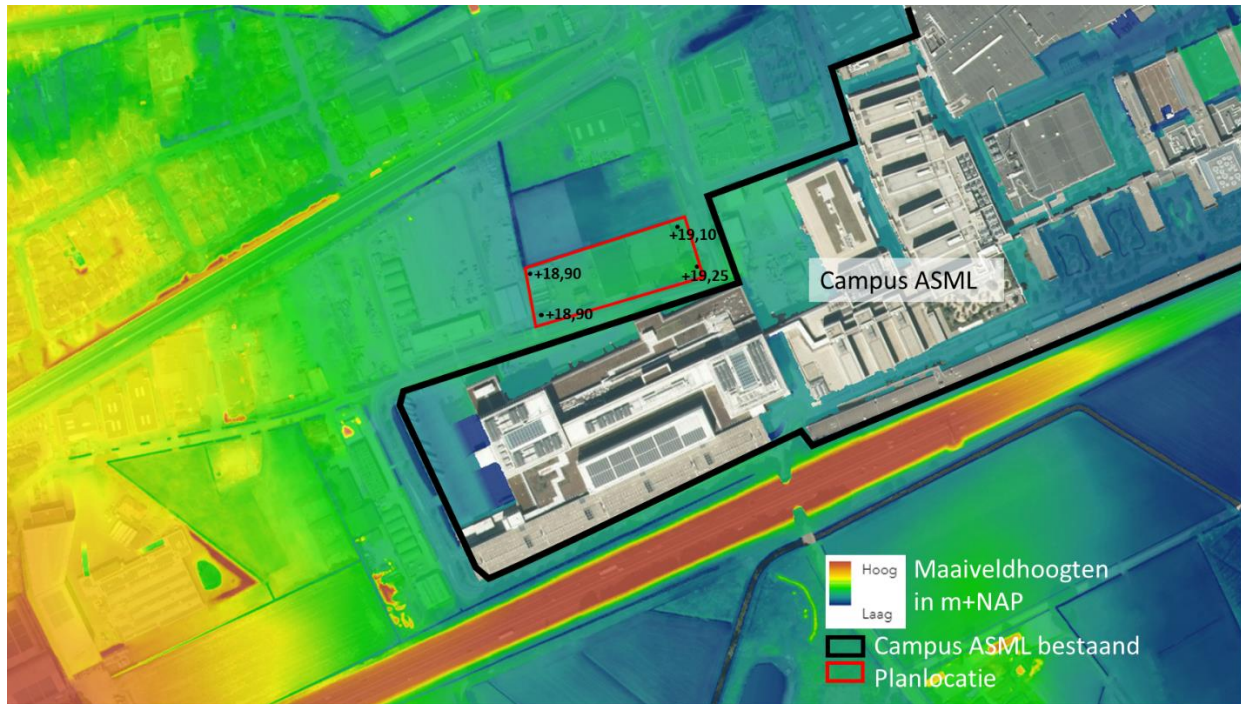 +19,10
+18,90
+19,25
+18,90
Campus ASML
Hoog
Laag
Maaiveldhoogten
in m+NAP
Campus ASML bestaand
Planlocatie